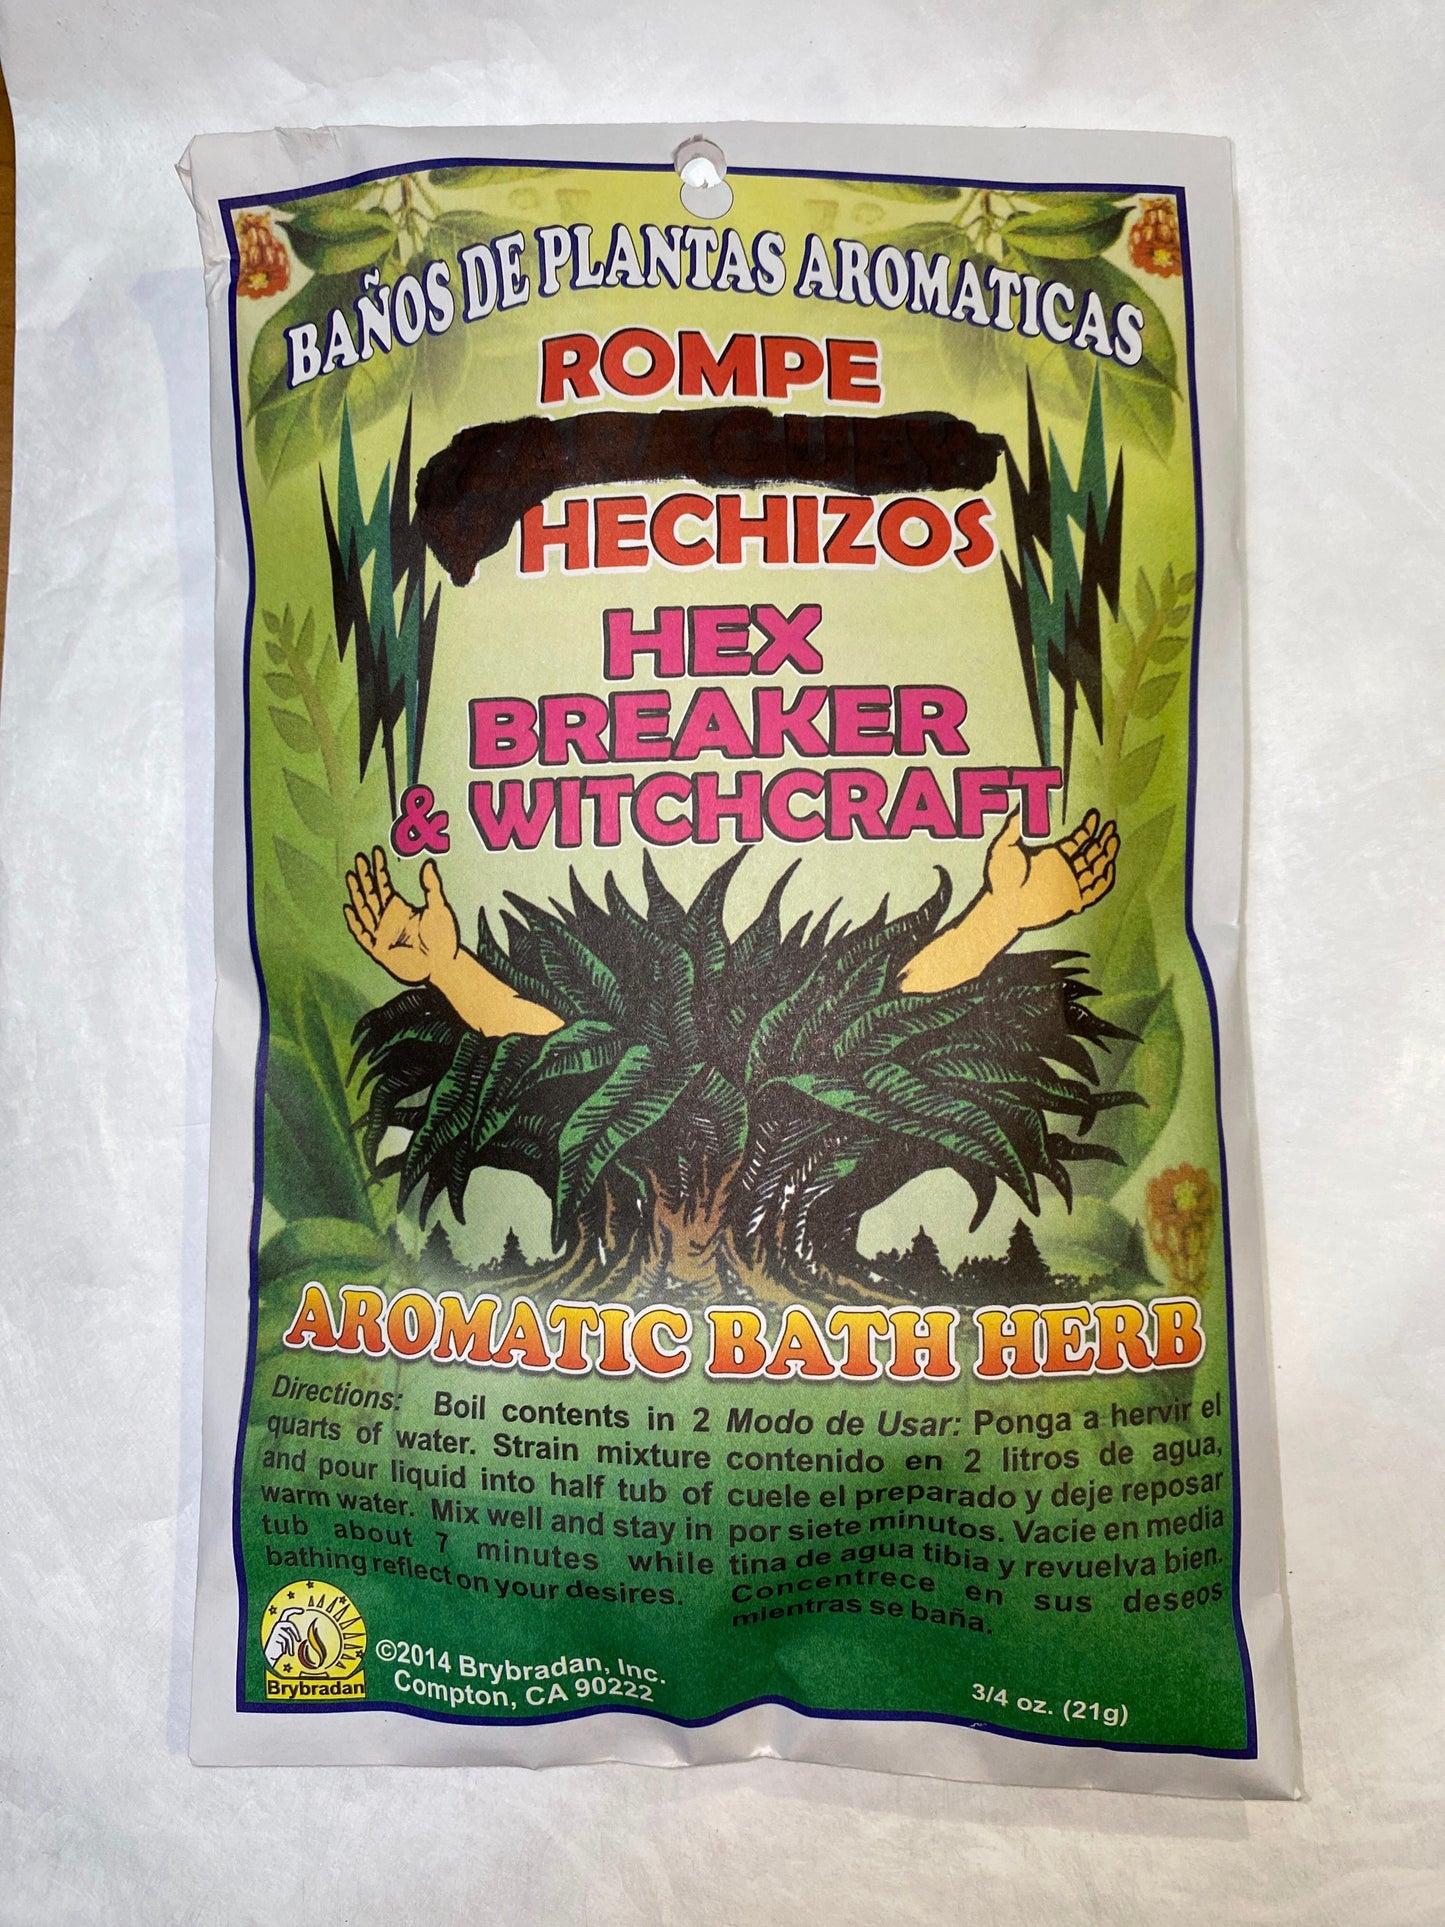 BAÑOS DE PLANTAS AROMATICAS
ROMPE
HECHIZOS
HEX
BREAKER
& WITCHCRAFT
AROMATIC BATH HERB
Directions: Boil contents in 2
quarts of water. Strain mixture
and pour liquid into half tub of
warm water. Mix well and stay in
tub about 7 minutes while
bathing reflect on your desires.
Modo de Usar: Ponga a hervir el
contenido en 2 litros de agua,
cuele el preparado y deje reposar
por siete minutos. Vacie en media
tina de agua tibia y revuelva bien.
Concentrece en sus deseos
mientras se baña.
Brybradan
©2014 Brybradan, Inc.
Compton, CA 90222
3/4 oz. (21g)